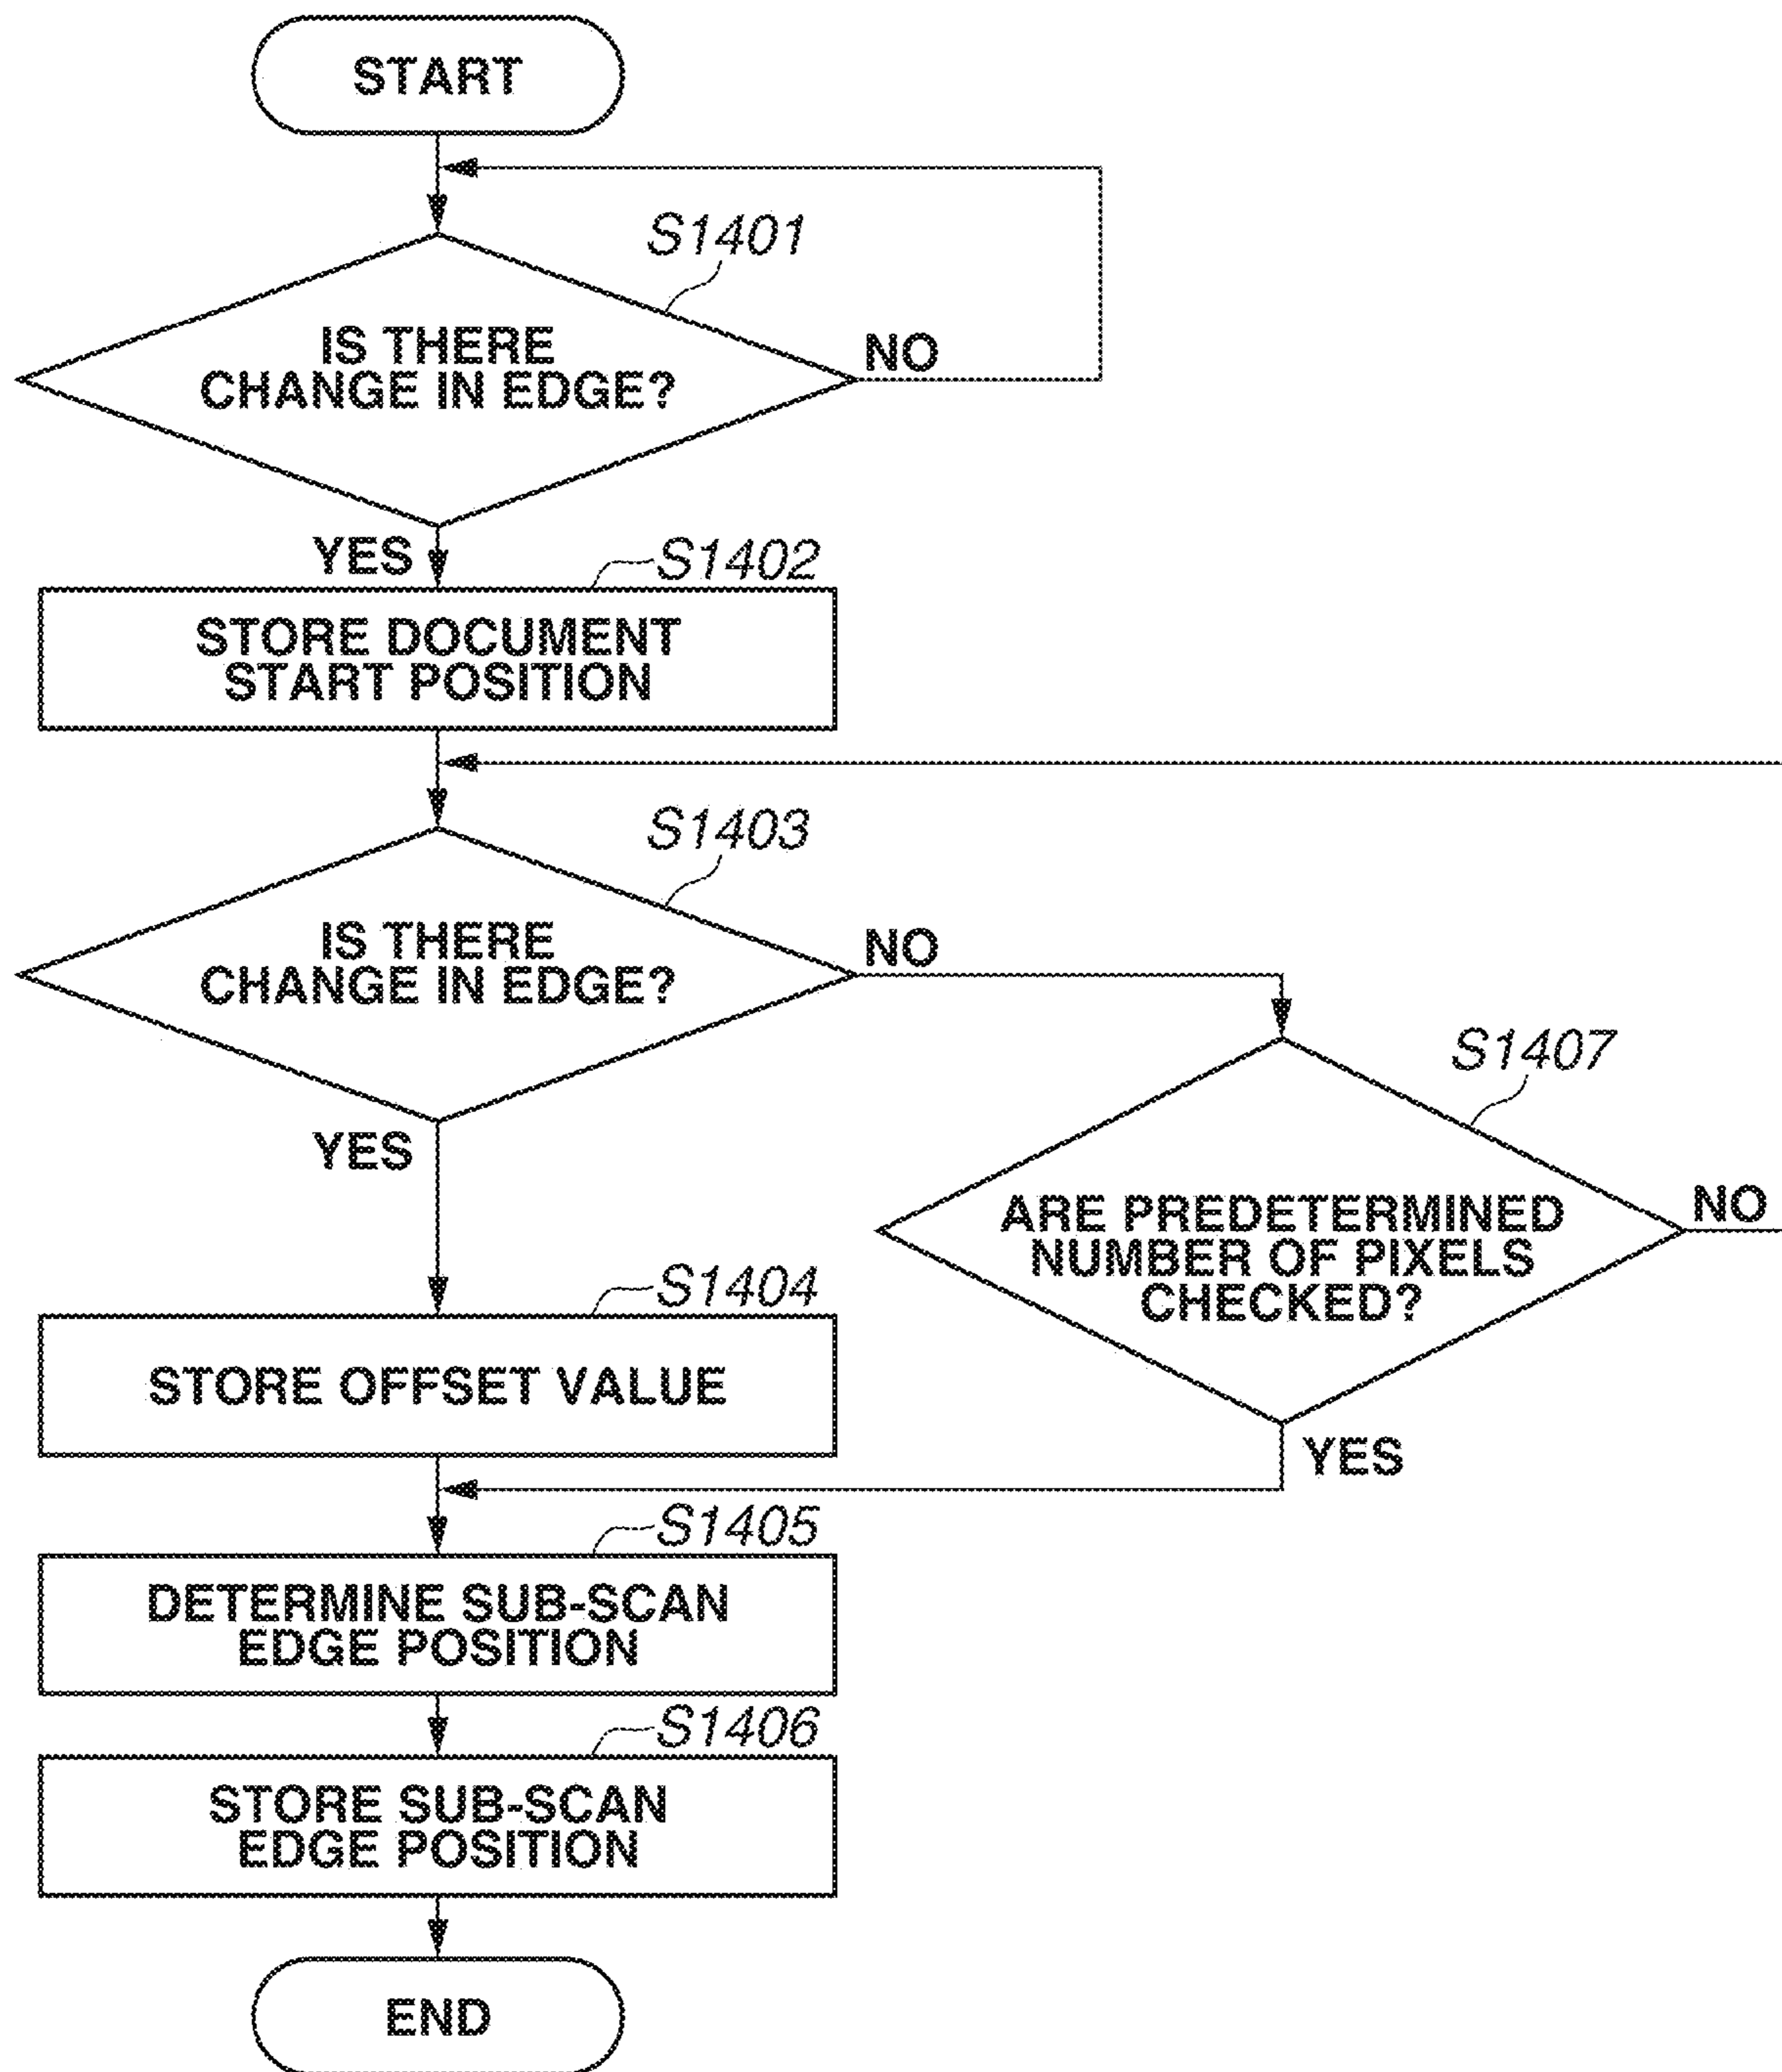 START
S1401
IS THERE
CHANGE IN EDGE?
NO
YES
S1402
STORE DOCUMENT
START POSITION
S1403
IS THERE
CHANGE IN EDGE?
NO
YES
S1407
ARE PREDETERMINED
NUMBER OF PIXELS
CHECKED?
NO
YES
S1404
STORE OFFSET VALUE
S1405
DETERMINE SUB-SCAN
EDGE POSITION
S1406
STORE SUB-SCAN
EDGE POSITION
END